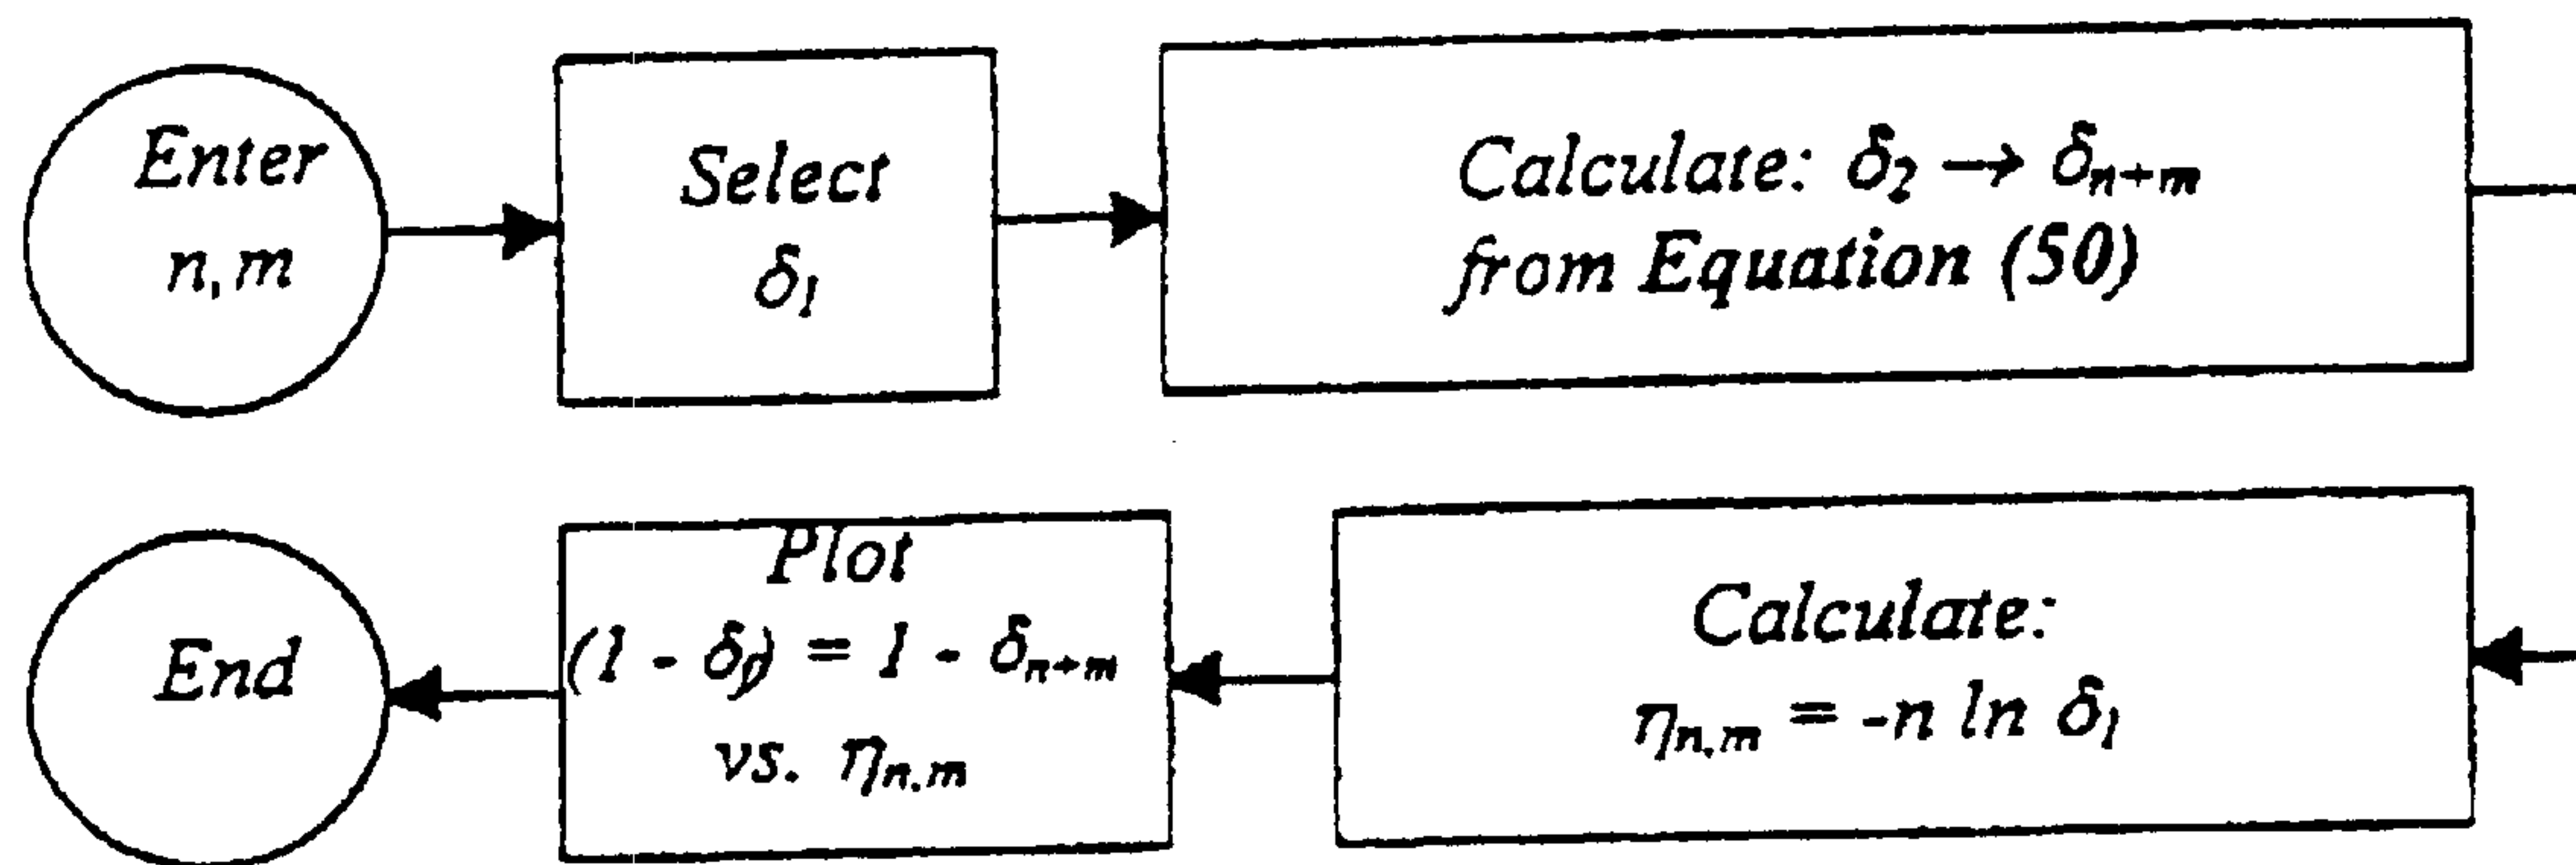 Enter
n, m
Select
δ₁
Calculate: δ₂ → δₙ₊ₘ
from Equation (50)
Calculate:
ηₙ,ₘ = -n ln δ₁
Plot
(1 - δf) = 1 - δₙ₊ₘ
vs. ηₙ,ₘ
End